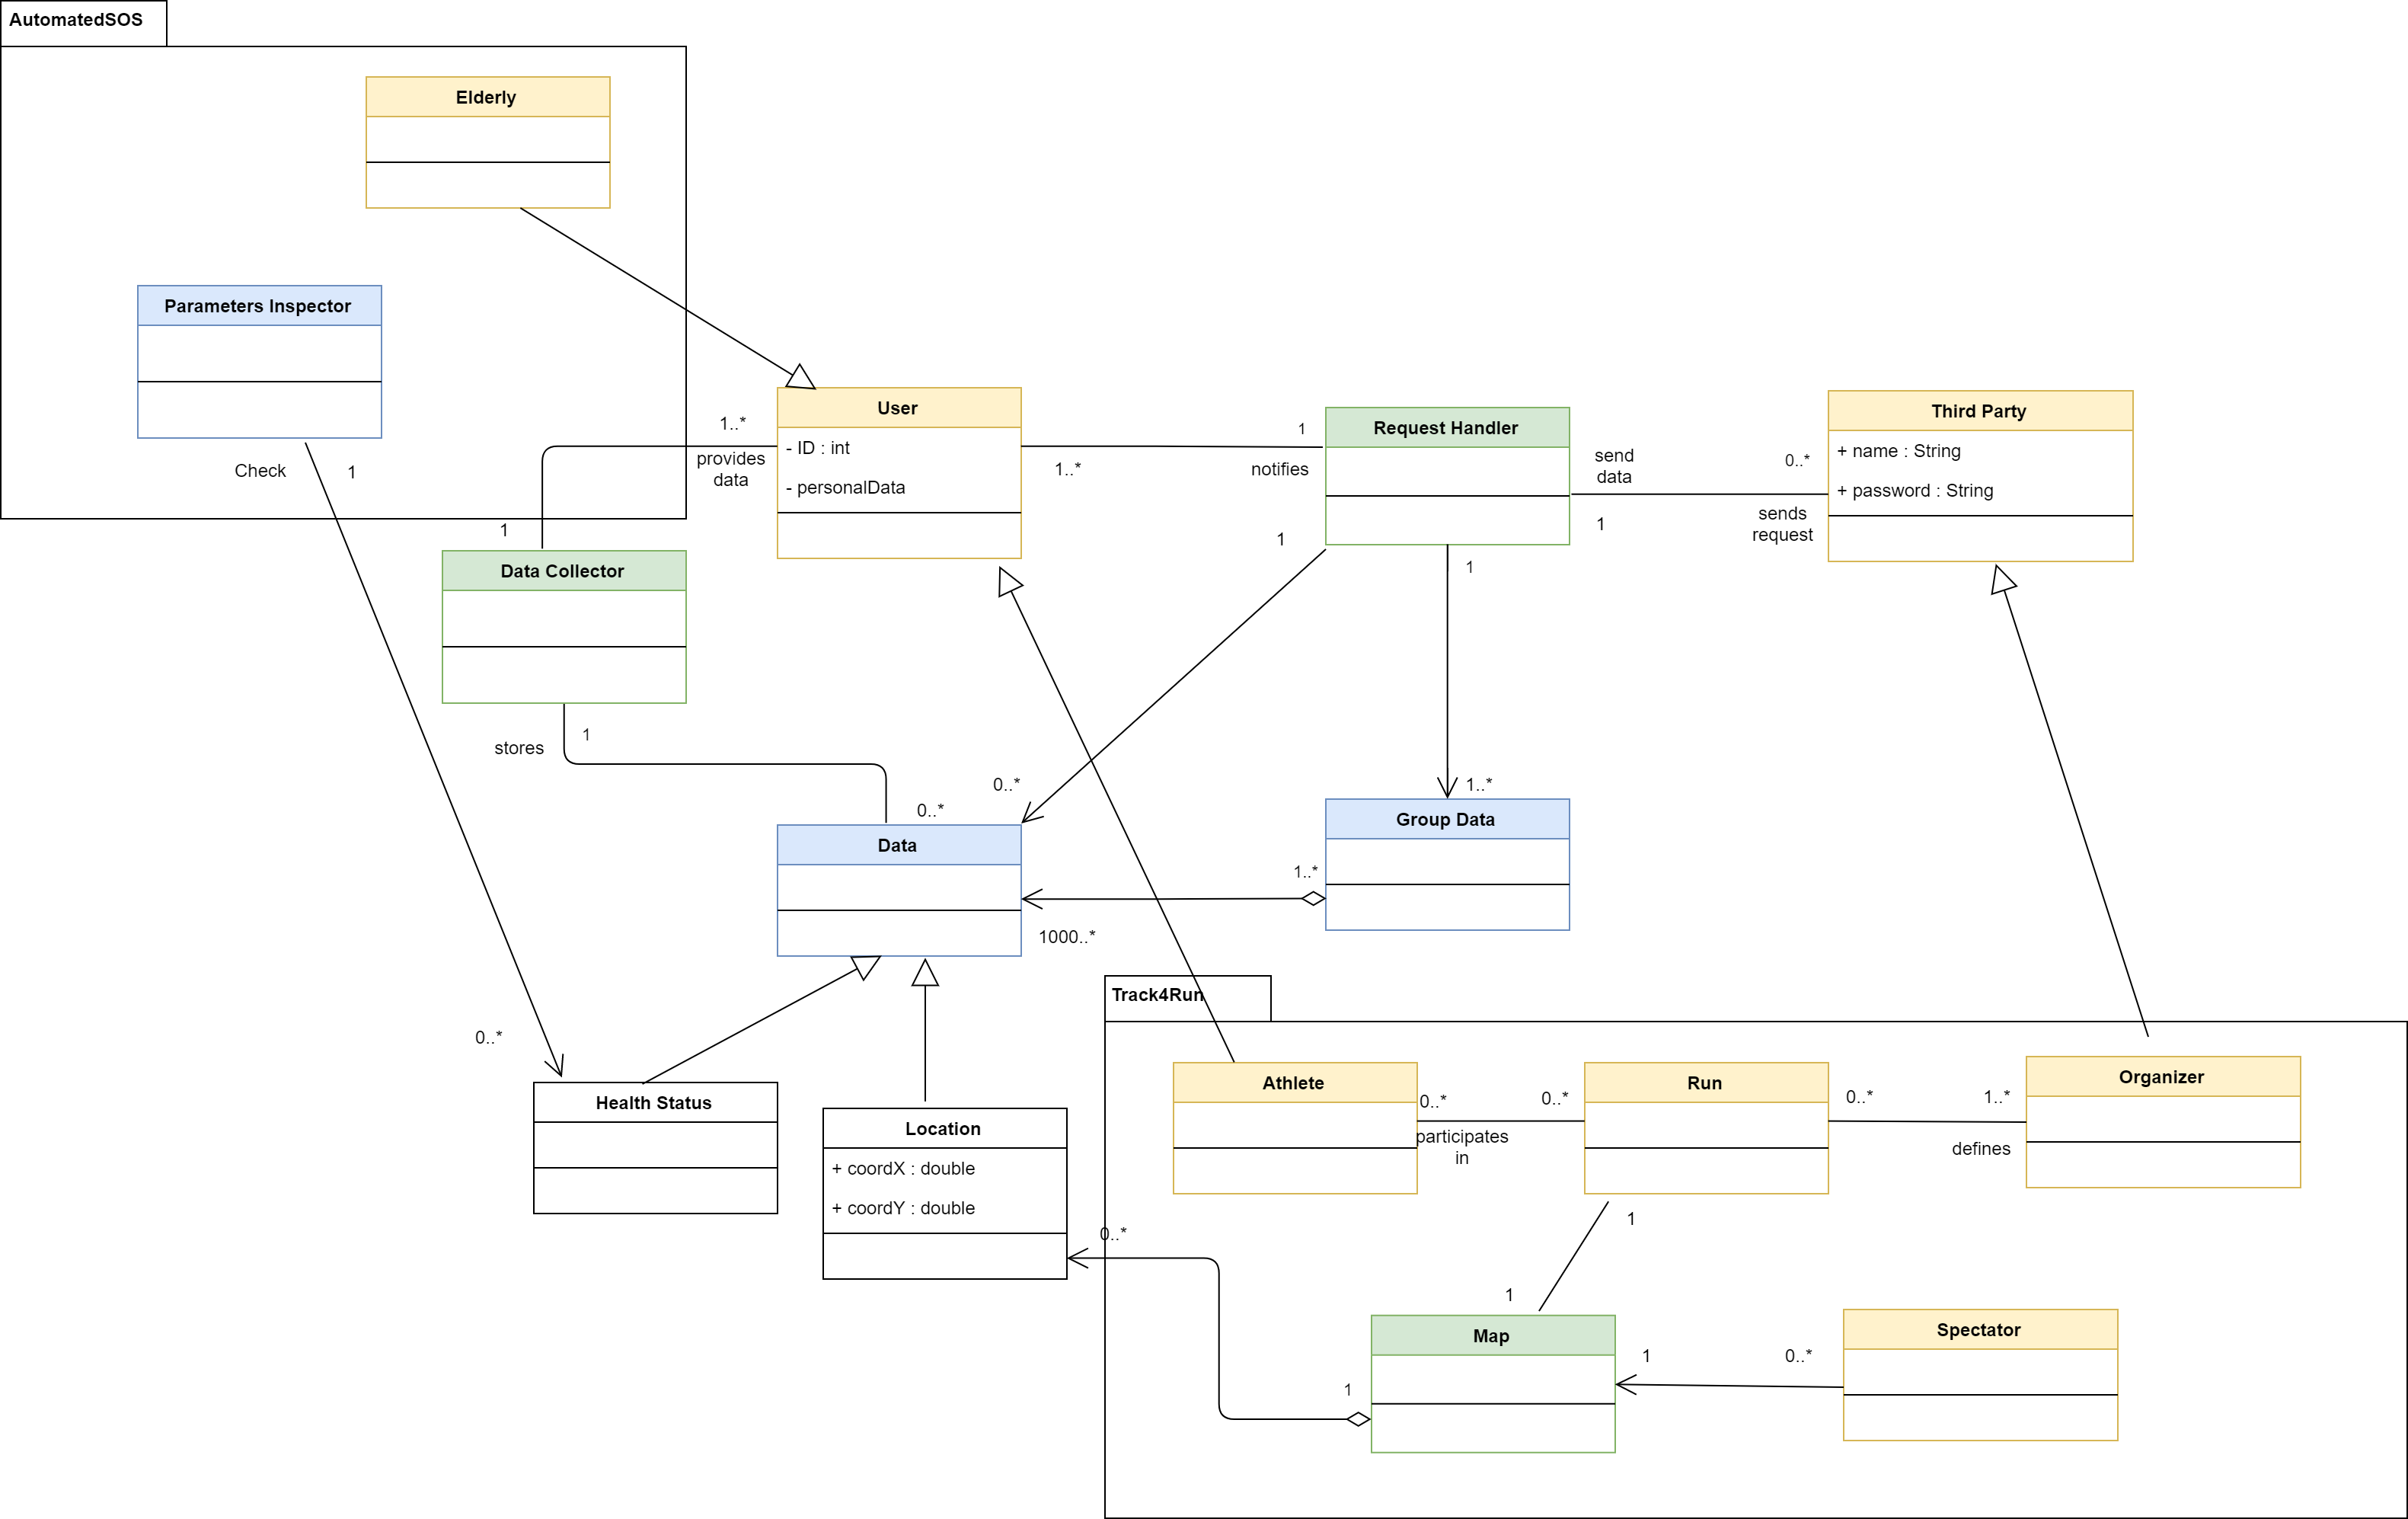 AutomatedSOS
Elderly
Parameters Inspector
Check
1
User
- ID : int
- personalData
1..*
provides
data
1
Data Collector
1
stores
0..*
1
notifies
1..*
Request Handler
send
data
1
0..*
sends
request
Third Party
+ name : String
+ password : String
1
0..*
1
1..*
Data
1000..*
1..*
Group Data
0..*
Health Status
Location
+ coordX : double
+ coordY : double
0..*
Track4Run
Athlete
0..*
participates
in
0..*
Run
0..*
1..*
defines
Organizer
1
1
Map
1
1
0..*
Spectator